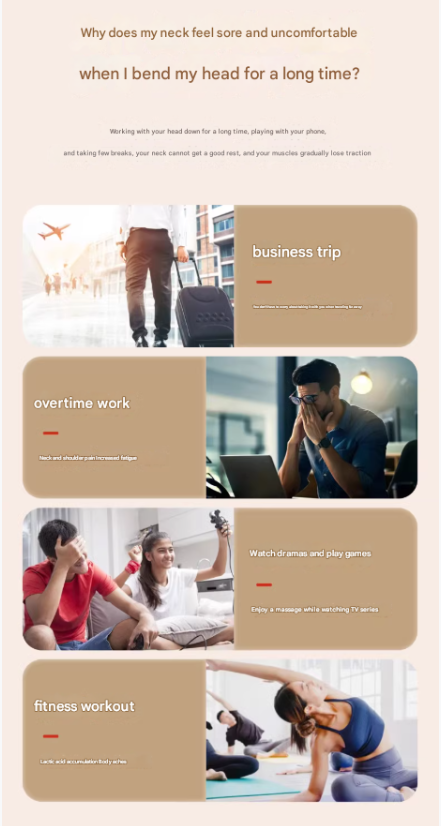 Why does my neck feel sore and uncomfortable
when I bend my head for a long time?
Working with your head down for a long time, playing with your phone,
and taking few breaks, your neck cannot get a good rest, and your muscles gradually lose traction
business trip
overtime work
Neck and shoulder pain Increased fatigue
Watch dramas and play games
Enjoy a massage while watching TV series
fitness workout
Lactic acid accumulation Body aches